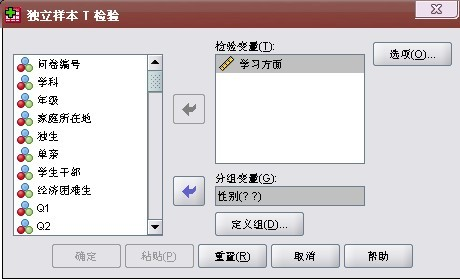 独立样本 T 检验
问卷编号
学科
年级
家庭所在地
独生
单亲
学生干部
经济困难生
Q1
Q2
检验变量(T):
学习方面
选项(O)...
分组变量(G):
性别(? ?)
定义组(D)...
确定
粘贴(P)
重置(R)
取消
帮助